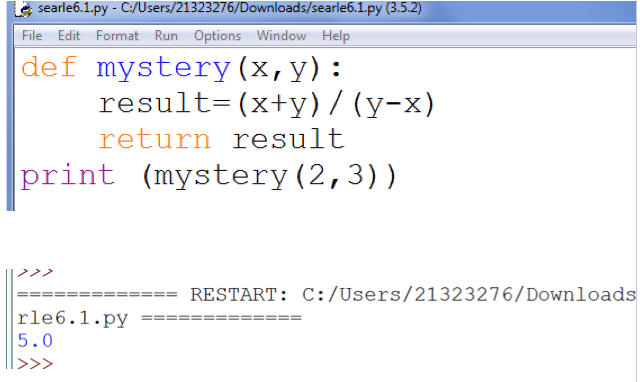 searle6.1.py - C:/Users/21323276/Downloads/searle6.1.py (3.5.2)
File Edit Format Run Options Window Help
def mystery(x,y):
    result=(x+y)/(y-x)
    return result
print (mystery(2,3))
>>>
============= RESTART: C:/Users/21323276/Downloads
rle6.1.py =============
5.0
>>>